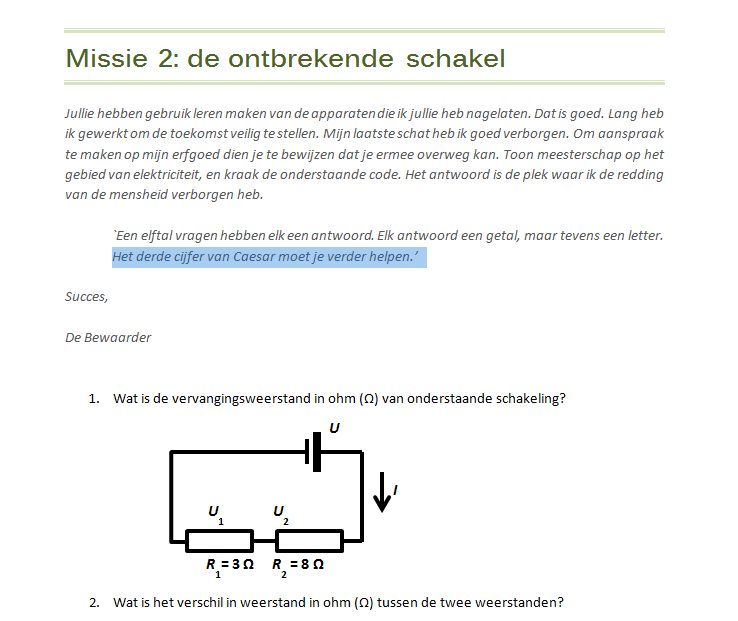 Missie 2: de ontbrekende schakel
Jullie hebben gebruik leren maken van de apparaten die ik jullie heb nagelaten. Dat is goed. Lang heb
ik gewerkt om de toekomst veilig te stellen. Mijn laatste schat heb ik goed verborgen. Om aanspraak
te maken op mijn erfgoed dien je te bewijzen dat je ermee overweg kan. Toon meesterschap op het
gebied van elektriciteit, en kraak de onderstaande code. Het antwoord is de plek waar ik de redding
van de mensheid verborgen heb.
`Een elftal vragen hebben elk een antwoord. Elk antwoord een getal, maar tevens een letter.
Het derde cijfer van Caesar moet je verder helpen.’
Succes,
De Bewaarder
1. Wat is de vervangingsweerstand in ohm (Ω) van onderstaande schakeling?
U
I
U1 U2
R1=3Ω R2=8Ω
2. Wat is het verschil in weerstand in ohm (Ω) tussen de twee weerstanden?